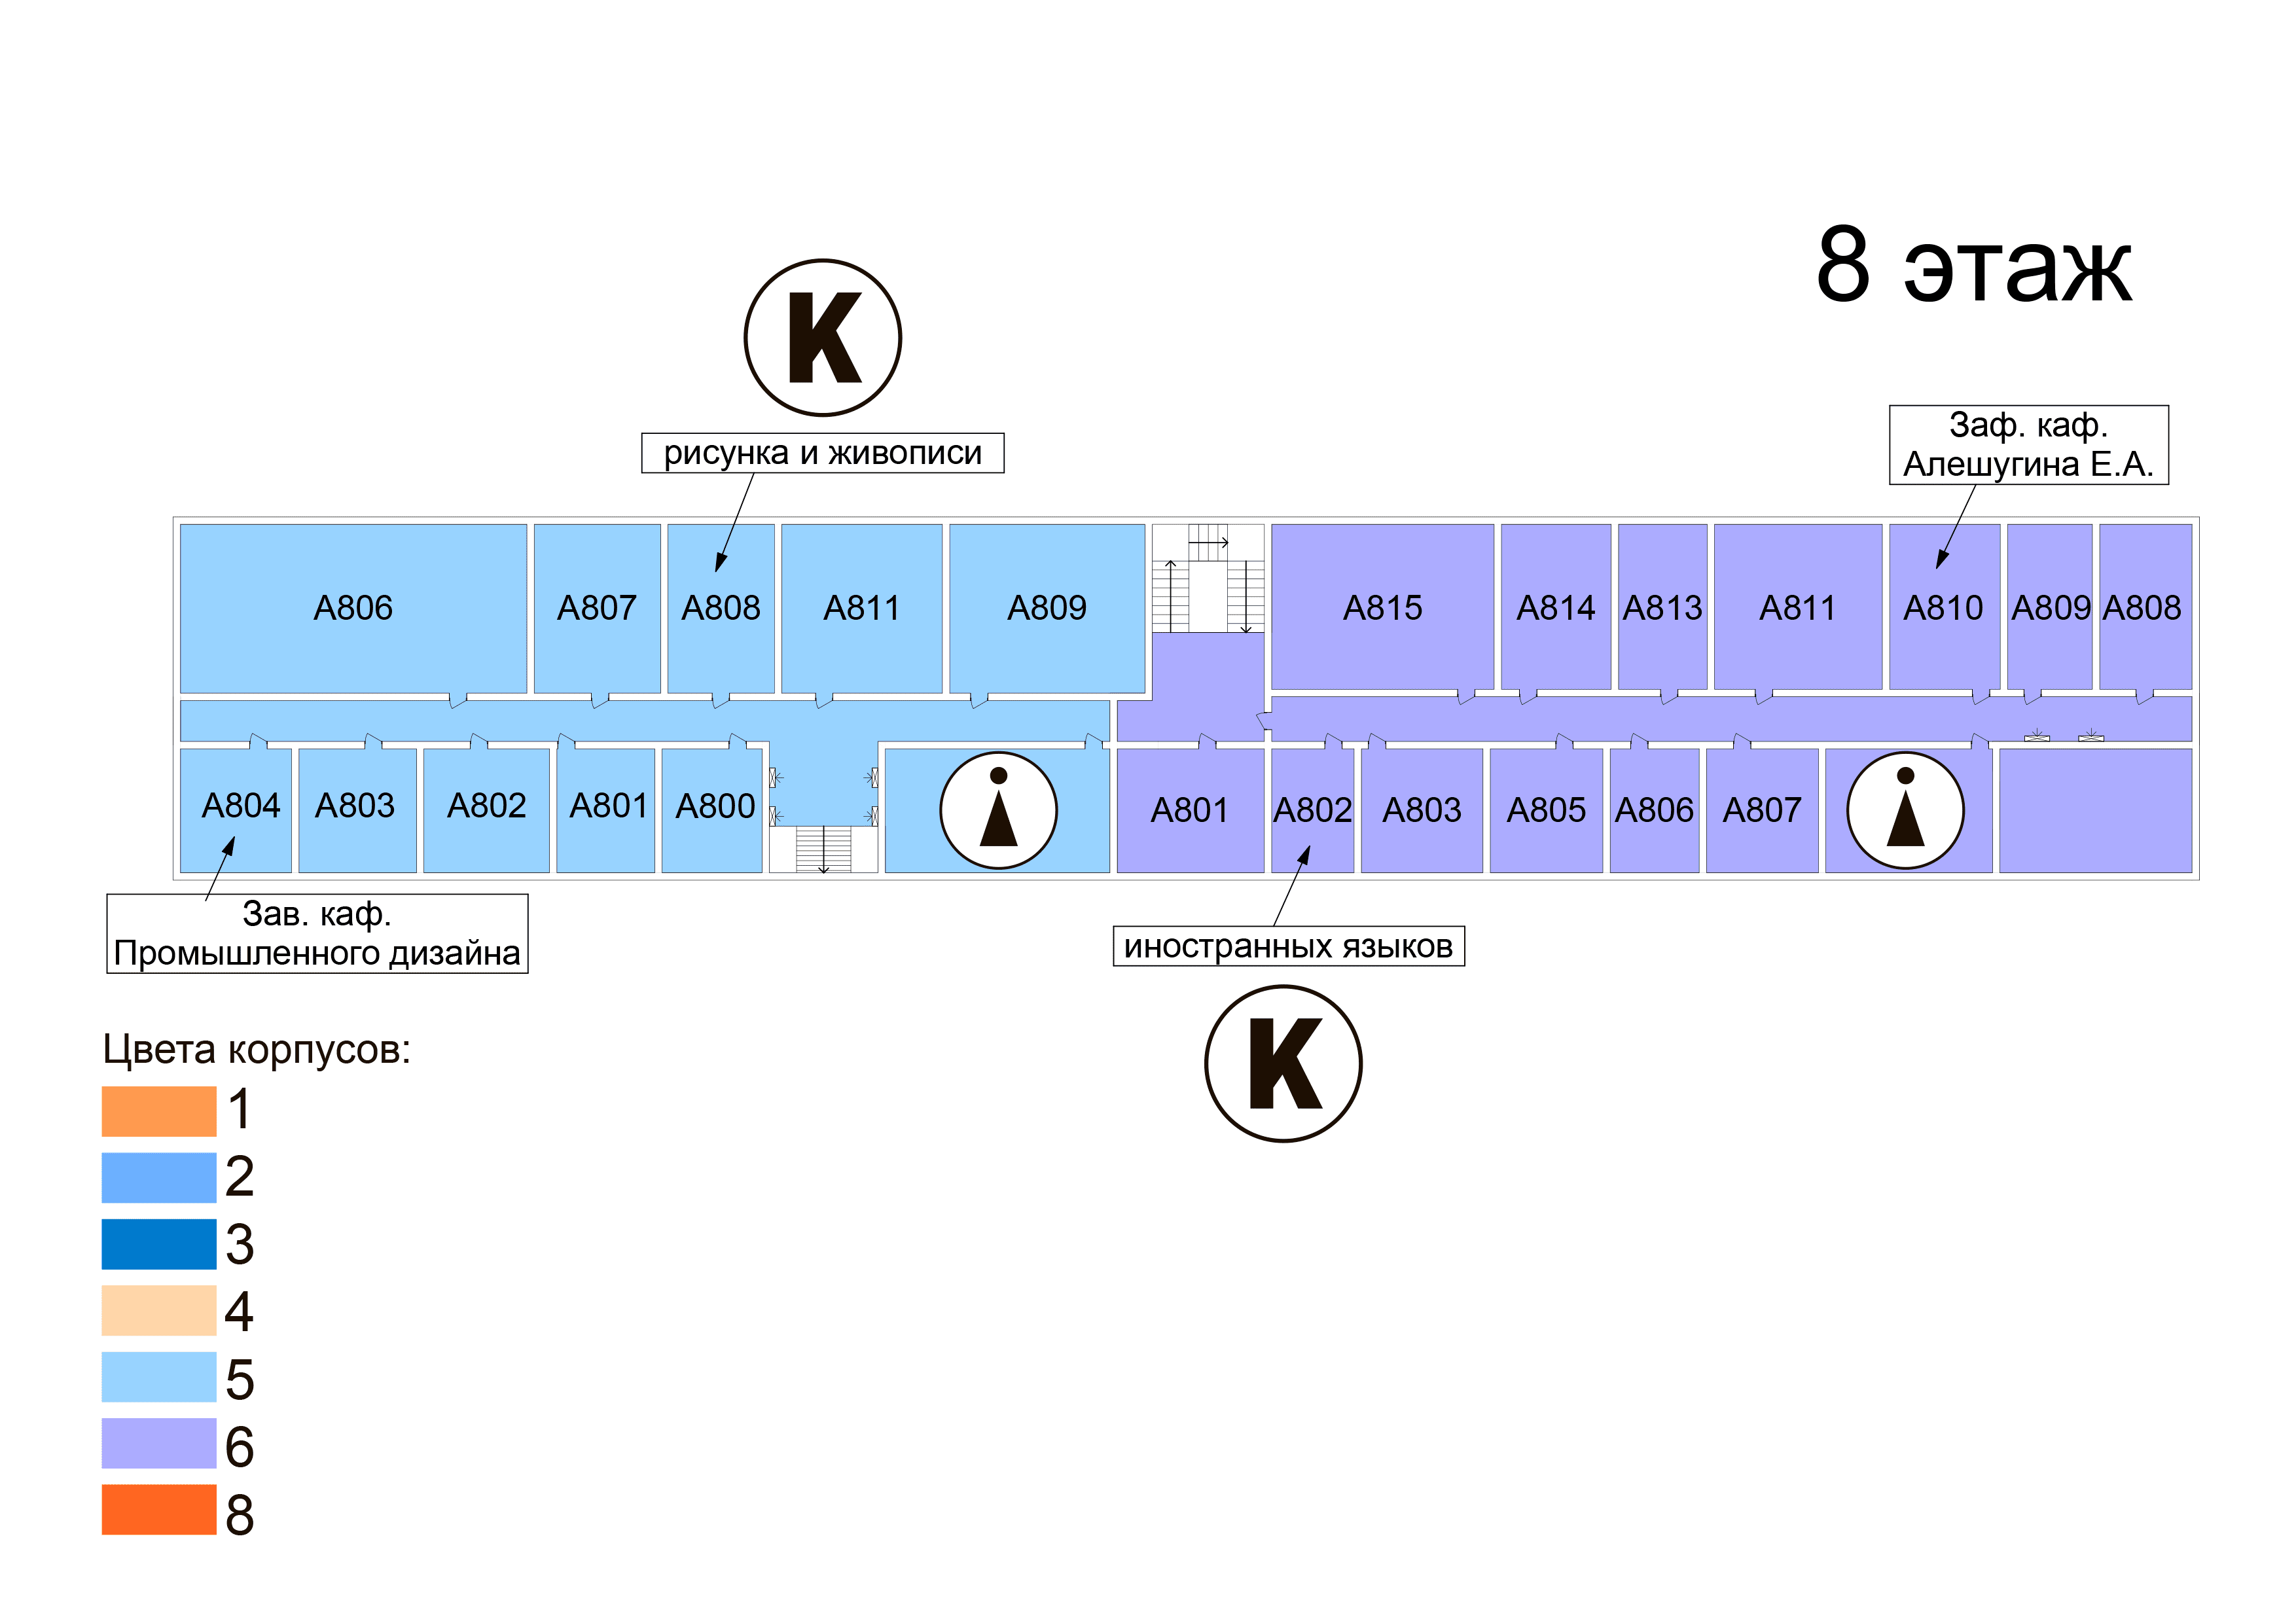 8 этаж
К
рисунка и живописи
Заф. каф.
Алешугина Е.А.
А806
А807
А808
А811
А809
А815
А814
А813
А811
А810
А809
А808
А804
А803
А802
А801
А800
А801
А802
А803
А805
А806
А807
Зав. каф.
Промышленного дизайна
иностранных языков
К
Цвета корпусов:
1
2
3
4
5
6
8